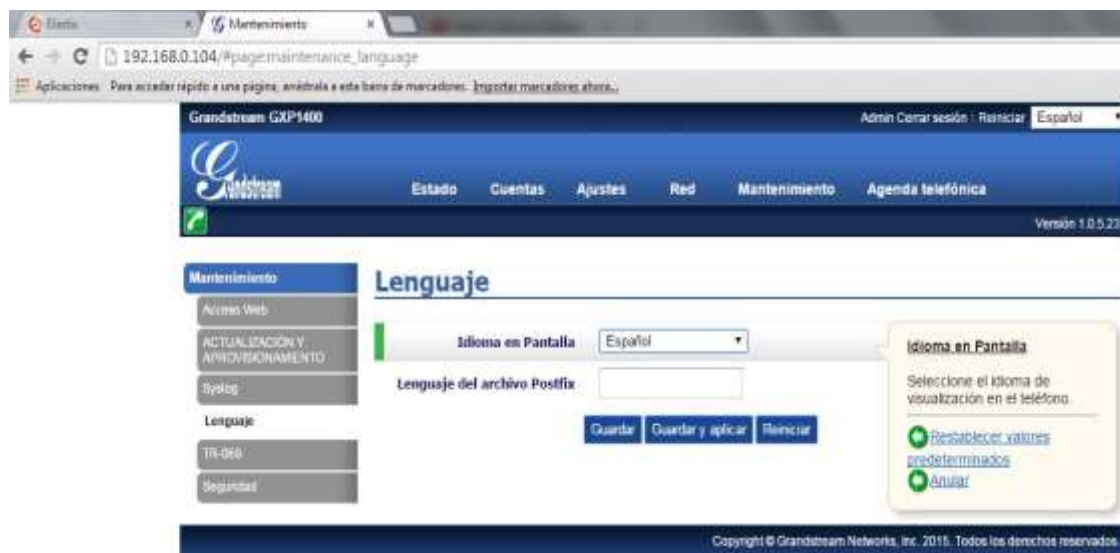 Elastix
Mantenimiento
192.168.0.104/#page:maintenance_language
Aplicaciones Para acceder rápido a una página, arrástrala a esta barra de marcadores. Importar marcadores ahora...
Grandstream GXP1400
Admin Cerrar sesión | Reiniciar Español
Grandstream
Estado Cuentas Ajustes Red Mantenimiento Agenda telefónica
Versión 1.0.5.23
Mantenimiento
Acceso Web
ACTUALIZACIÓN Y
APROVISIONAMIENTO
Syslog
Lenguaje
TR-069
Seguridad
Lenguaje
Idioma en Pantalla Español
Lenguaje del archivo Postfix
Guardar Guardar y aplicar Reiniciar
Idioma en Pantalla
Seleccione el idioma de
visualización en el teléfono.
Restablecer valores
predeterminados
Anular
Copyright © Grandstream Networks, Inc. 2015. Todos los derechos reservados